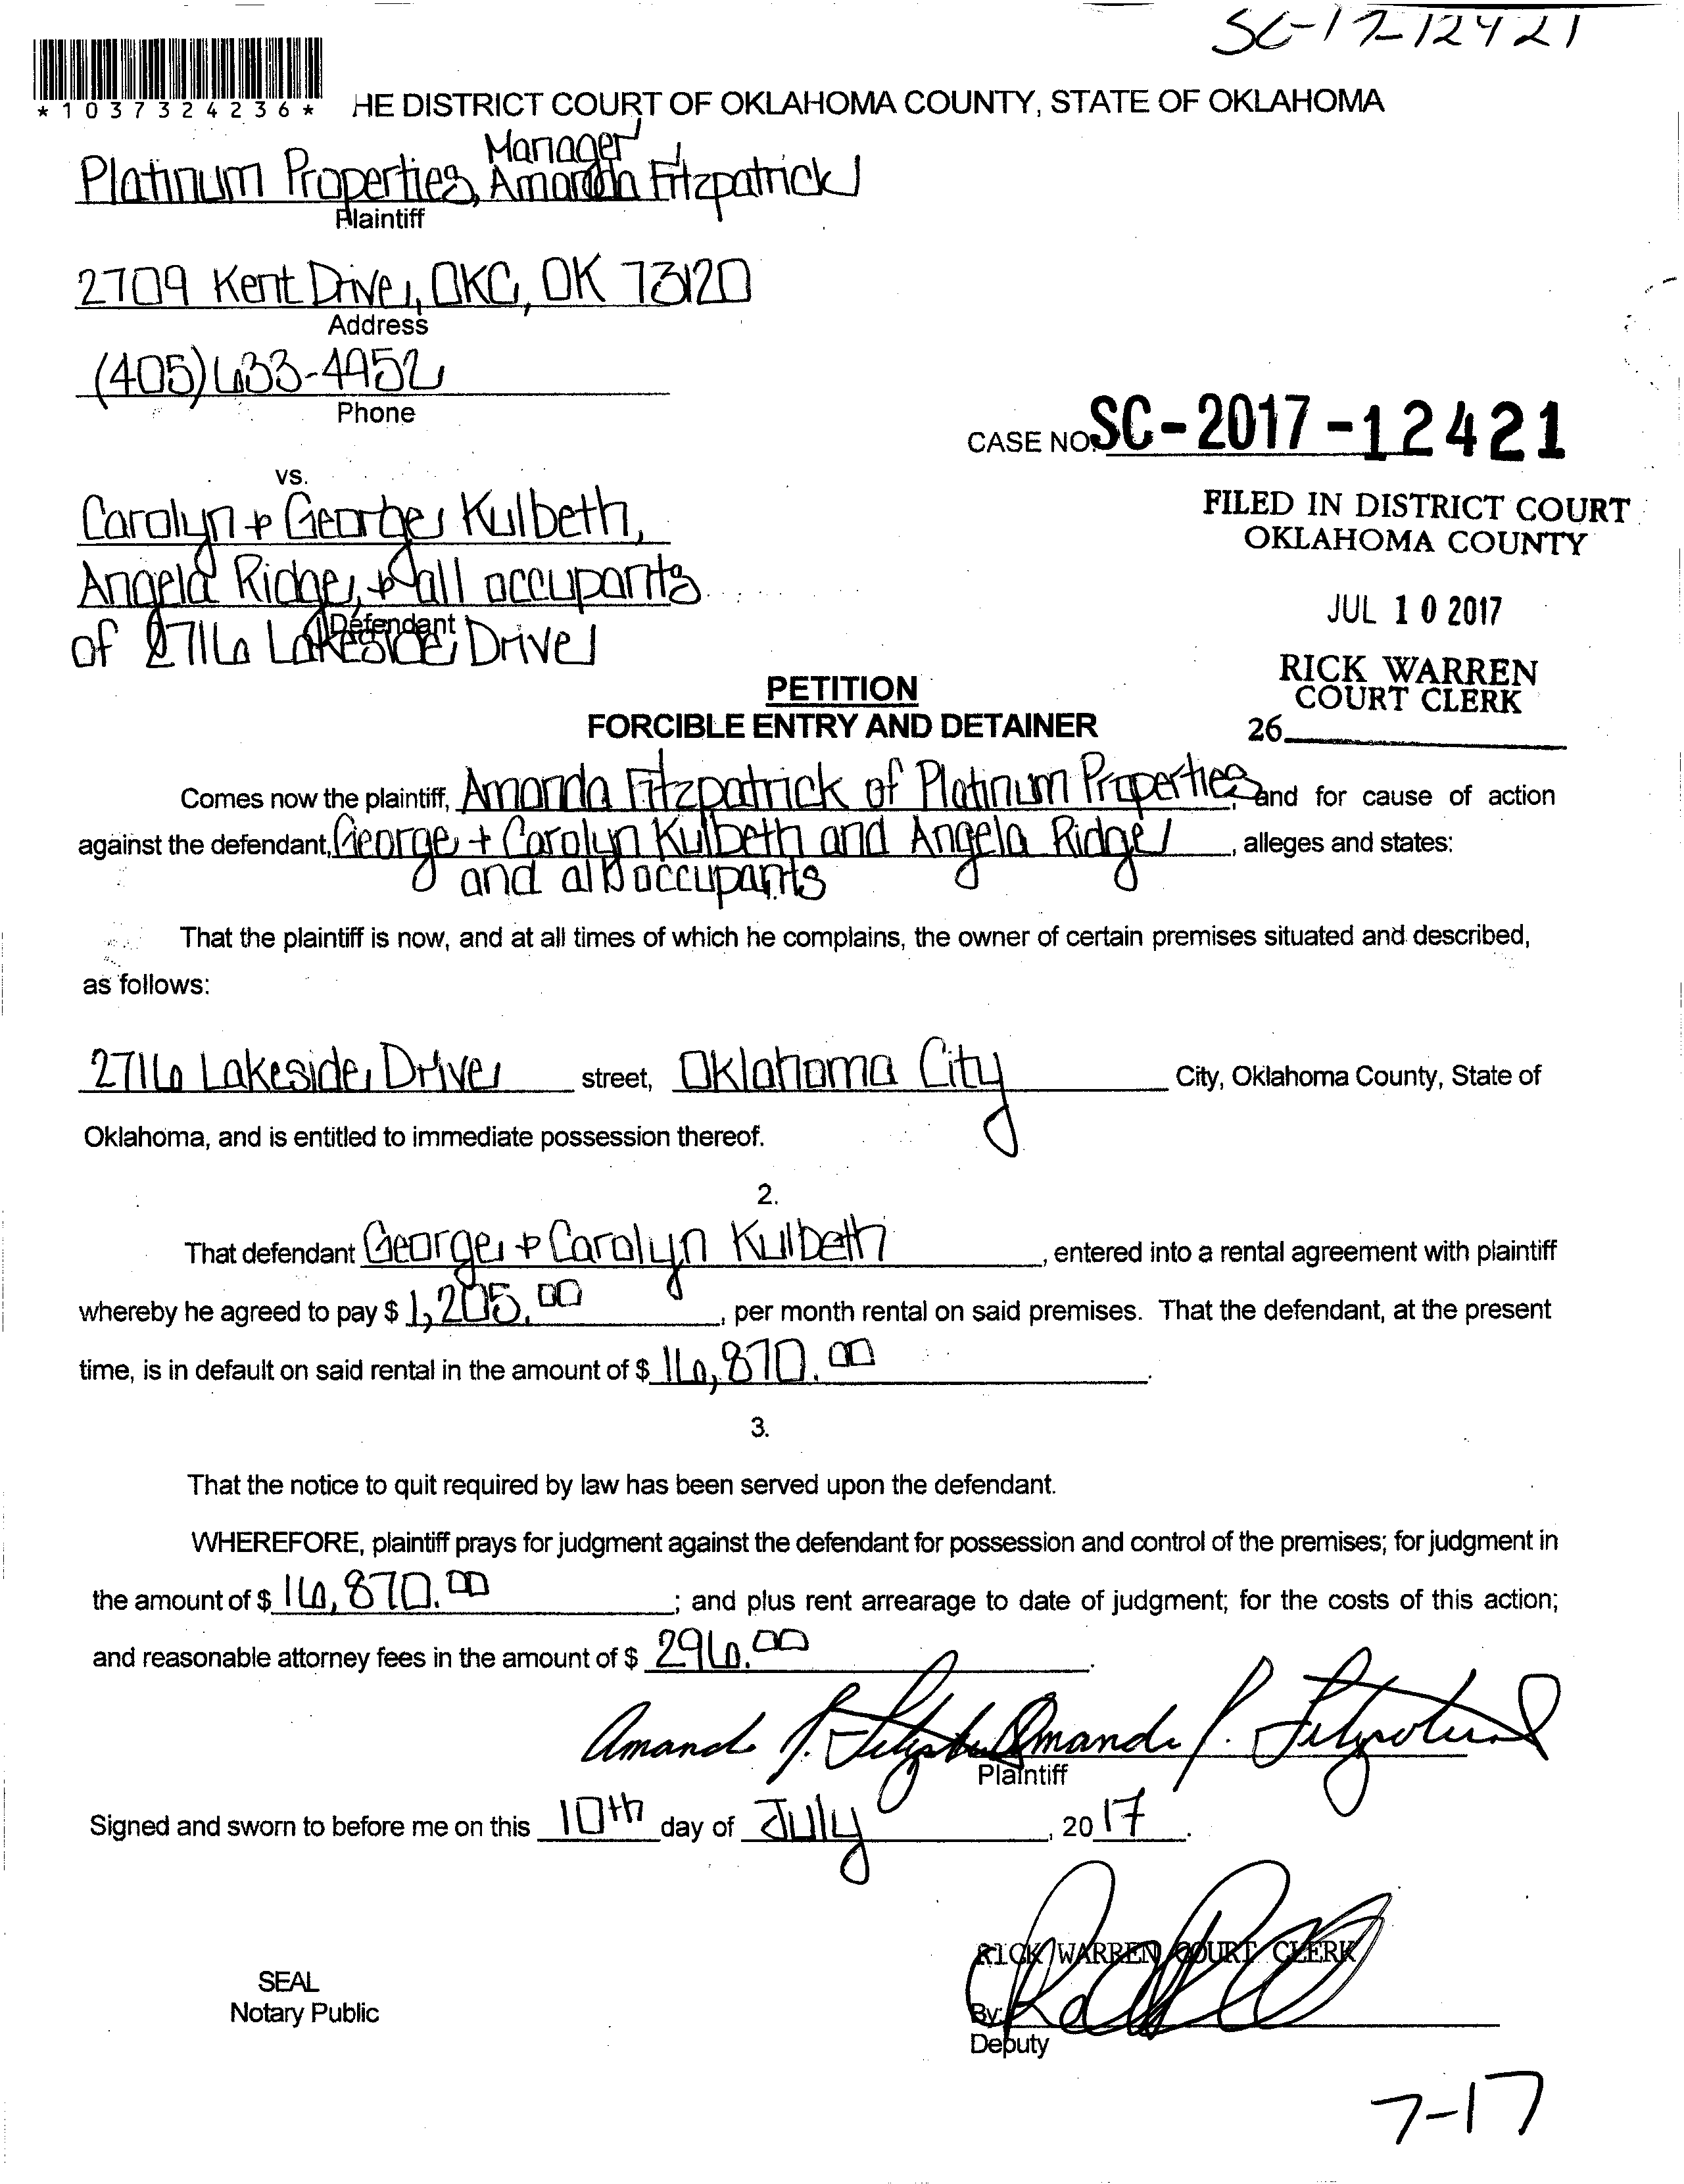 SC-17-12421
*1037324236*
HE DISTRICT COURT OF OKLAHOMA COUNTY, STATE OF OKLAHOMA
Manager
Platinum Properties, Amanda Fitzpatrick
Plaintiff
2709 Kent Drive, OKC, OK 73120
Address
(405) 633-4952
Phone
CASE NO. SC-2017-12421
vs.
FILED IN DISTRICT COURT
OKLAHOMA COUNTY
Carolyn + George Kulbeth,
Angela Ridge, + all occupants
JUL 10 2017
Defendant
of 2716 Lakeside Drive
RICK WARREN
COURT CLERK
PETITION
FORCIBLE ENTRY AND DETAINER
26
Comes now the plaintiff, Amanda Fitzpatrick of Platinum Properties, and for cause of action
against the defendant, George + Carolyn Kulbeth and Angela Ridge, alleges and states:
and all occupants
That the plaintiff is now, and at all times of which he complains, the owner of certain premises situated and described,
as follows:
2716 Lakeside Drive street, Oklahoma City City, Oklahoma County, State of
Oklahoma, and is entitled to immediate possession thereof.
2.
That defendant George + Carolyn Kulbeth, entered into a rental agreement with plaintiff
whereby he agreed to pay $ 1,205.00, per month rental on said premises. That the defendant, at the present
time, is in default on said rental in the amount of $ 16,870.00.
3.
That the notice to quit required by law has been served upon the defendant.
WHEREFORE, plaintiff prays for judgment against the defendant for possession and control of the premises; for judgment in
the amount of $ 16,870.00; and plus rent arrearage to date of judgment; for the costs of this action;
and reasonable attorney fees in the amount of $ 296.00.
Amanda P. Fitzpatrick Amanda P. Fitzpatrick
Plaintiff
Signed and sworn to before me on this 10th day of July, 2017.
RICK WARREN COURT CLERK
SEAL
Notary Public
By:
Deputy
7-17